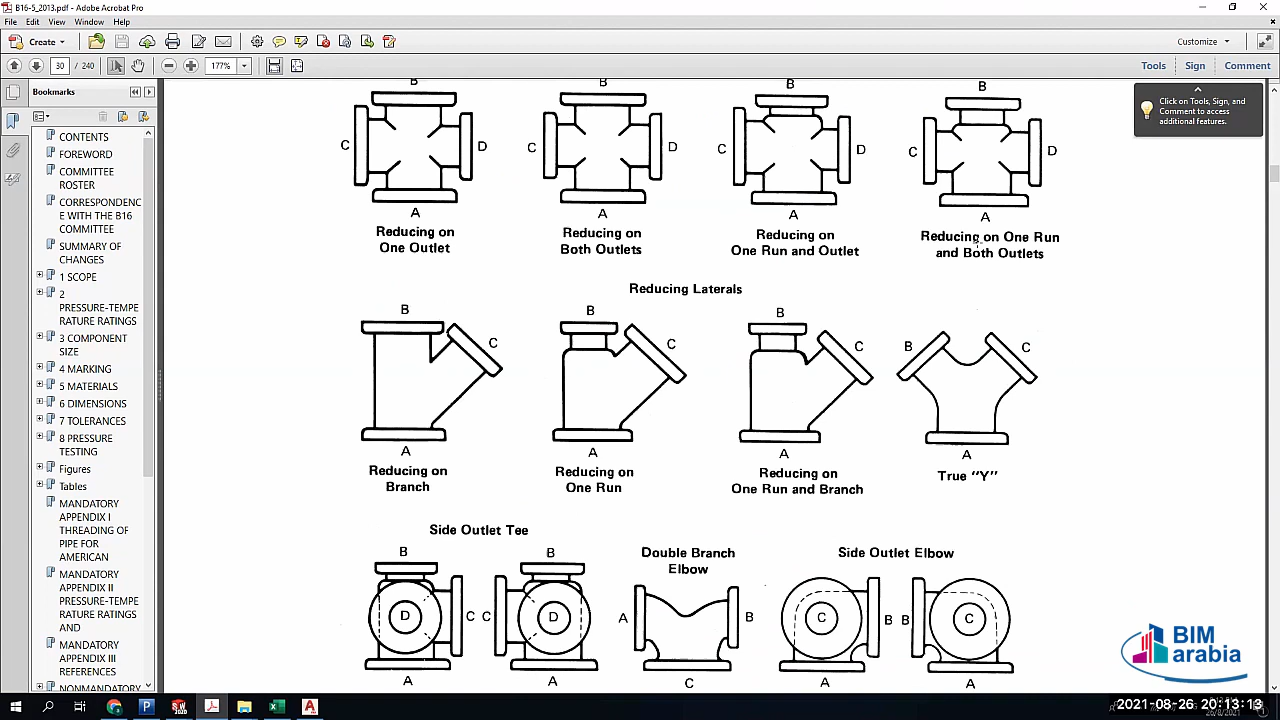 B16-5_2013.pdf - Adobe Acrobat Pro
File Edit View Window Help
Create
Customize
30 / 240
177%
Tools Sign Comment
Bookmarks
CONTENTS
FOREWORD
COMMITTEE
ROSTER
CORRESPONDENC
E WITH THE B16
COMMITTEE
SUMMARY OF
CHANGES
1 SCOPE
2
PRESSURE-TEMPE
RATURE RATINGS
3 COMPONENT
SIZE
4 MARKING
5 MATERIALS
6 DIMENSIONS
7 TOLERANCES
8 PRESSURE
TESTING
Figures
Tables
MANDATORY
APPENDIX I
THREADING OF
PIPE FOR
AMERICAN
MANDATORY
APPENDIX II
PRESSURE-TEMPE
RATURE RATINGS
AND
MANDATORY
APPENDIX III
REFERENCES
NONMANDATORY
Click on Tools, Sign, and
Comment to access
additional features.
B B B B
C D C D C D C D
A A A A
Reducing on
One Outlet
Reducing on
Both Outlets
Reducing on
One Run and Outlet
Reducing on One Run
and Both Outlets
Reducing Laterals
B B B
C C C B C
A A A A
Reducing on
Branch
Reducing on
One Run
Reducing on
One Run and Branch
True "Y"
Side Outlet Tee
Double Branch
Elbow
Side Outlet Elbow
B B
D C C D A B C B B C
A A C A A
BIM
arabia
2021-08-26 20:13:13